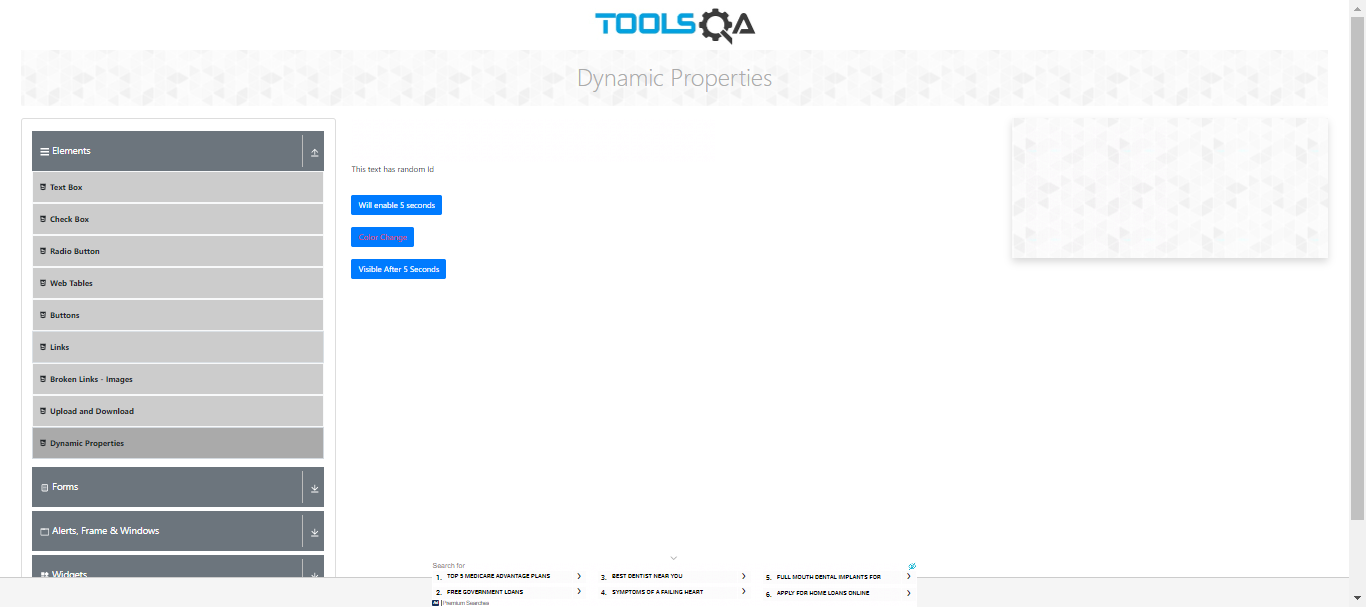 TOOLSQA
Dynamic Properties
Elements
Text Box
Check Box
Radio Button
Web Tables
Buttons
Links
Broken Links - Images
Upload and Download
Dynamic Properties
Forms
Alerts, Frame & Windows
Widgets
This text has random Id
Will enable 5 seconds
Color Change
Visible After 5 Seconds
Search for
1. TOP 5 MEDICARE ADVANTAGE PLANS
2. FREE GOVERNMENT LOANS
3. BEST DENTIST NEAR YOU
4. SYMPTOMS OF A FAILING HEART
5. FULL MOUTH DENTAL IMPLANTS FOR
6. APPLY FOR HOME LOANS ONLINE
Ad | Premium Searches